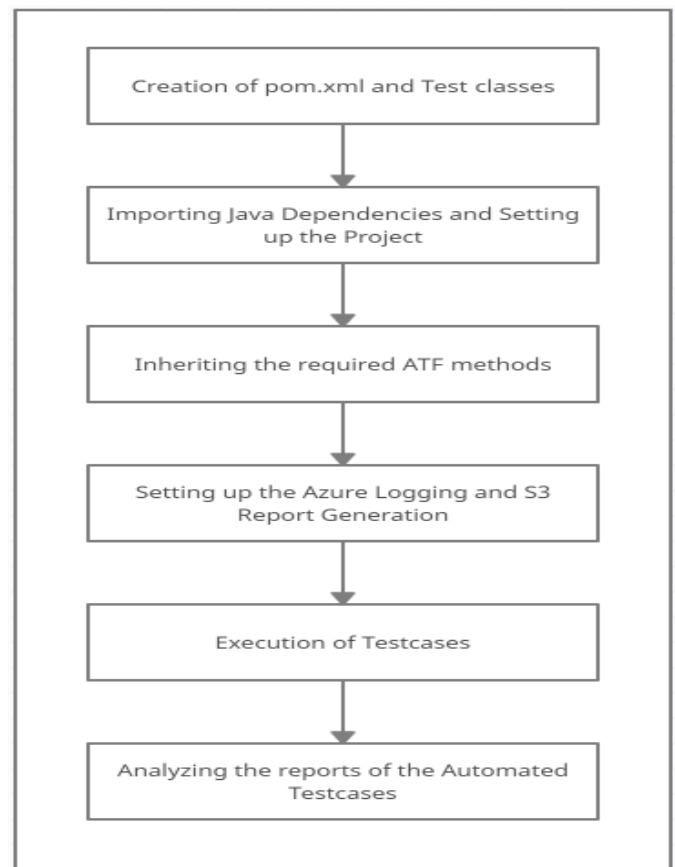 Creation of pom.xml and Test classes
Importing Java Dependencies and Setting
up the Project
Inheriting the required ATF methods
Setting up the Azure Logging and S3
Report Generation
Execution of Testcases
Analyzing the reports of the Automated
Testcases